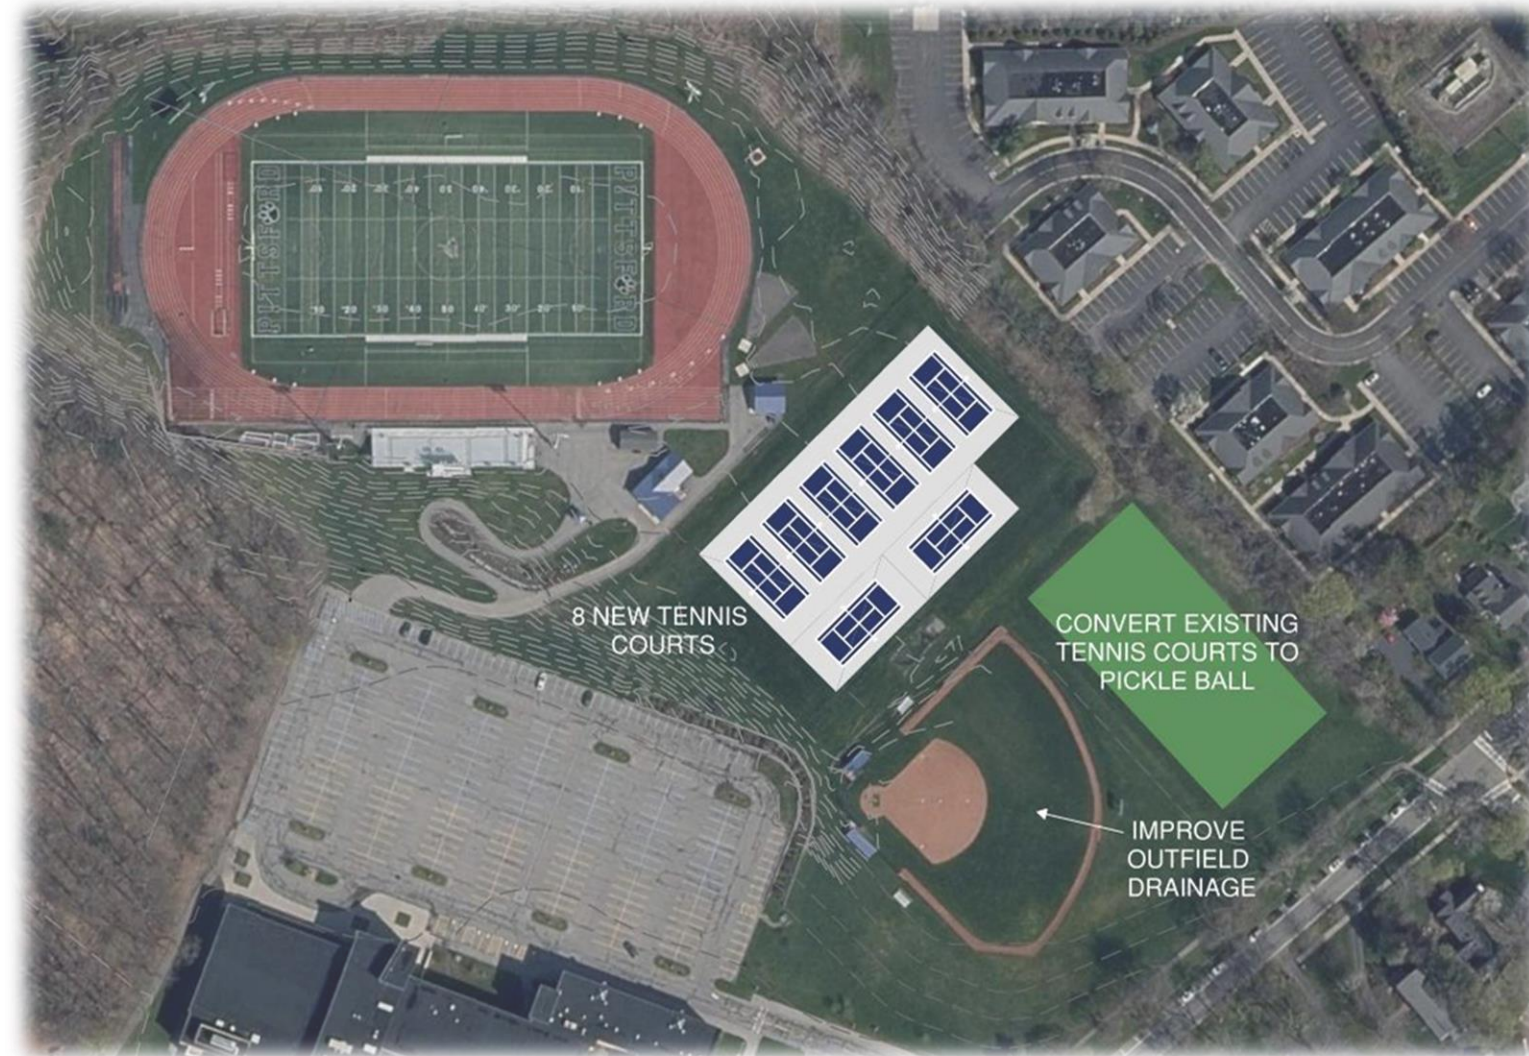 PITTSFORD
PITTSFORD
8 NEW TENNIS
COURTS
CONVERT EXISTING
TENNIS COURTS TO
PICKLE BALL
IMPROVE
OUTFIELD
DRAINAGE